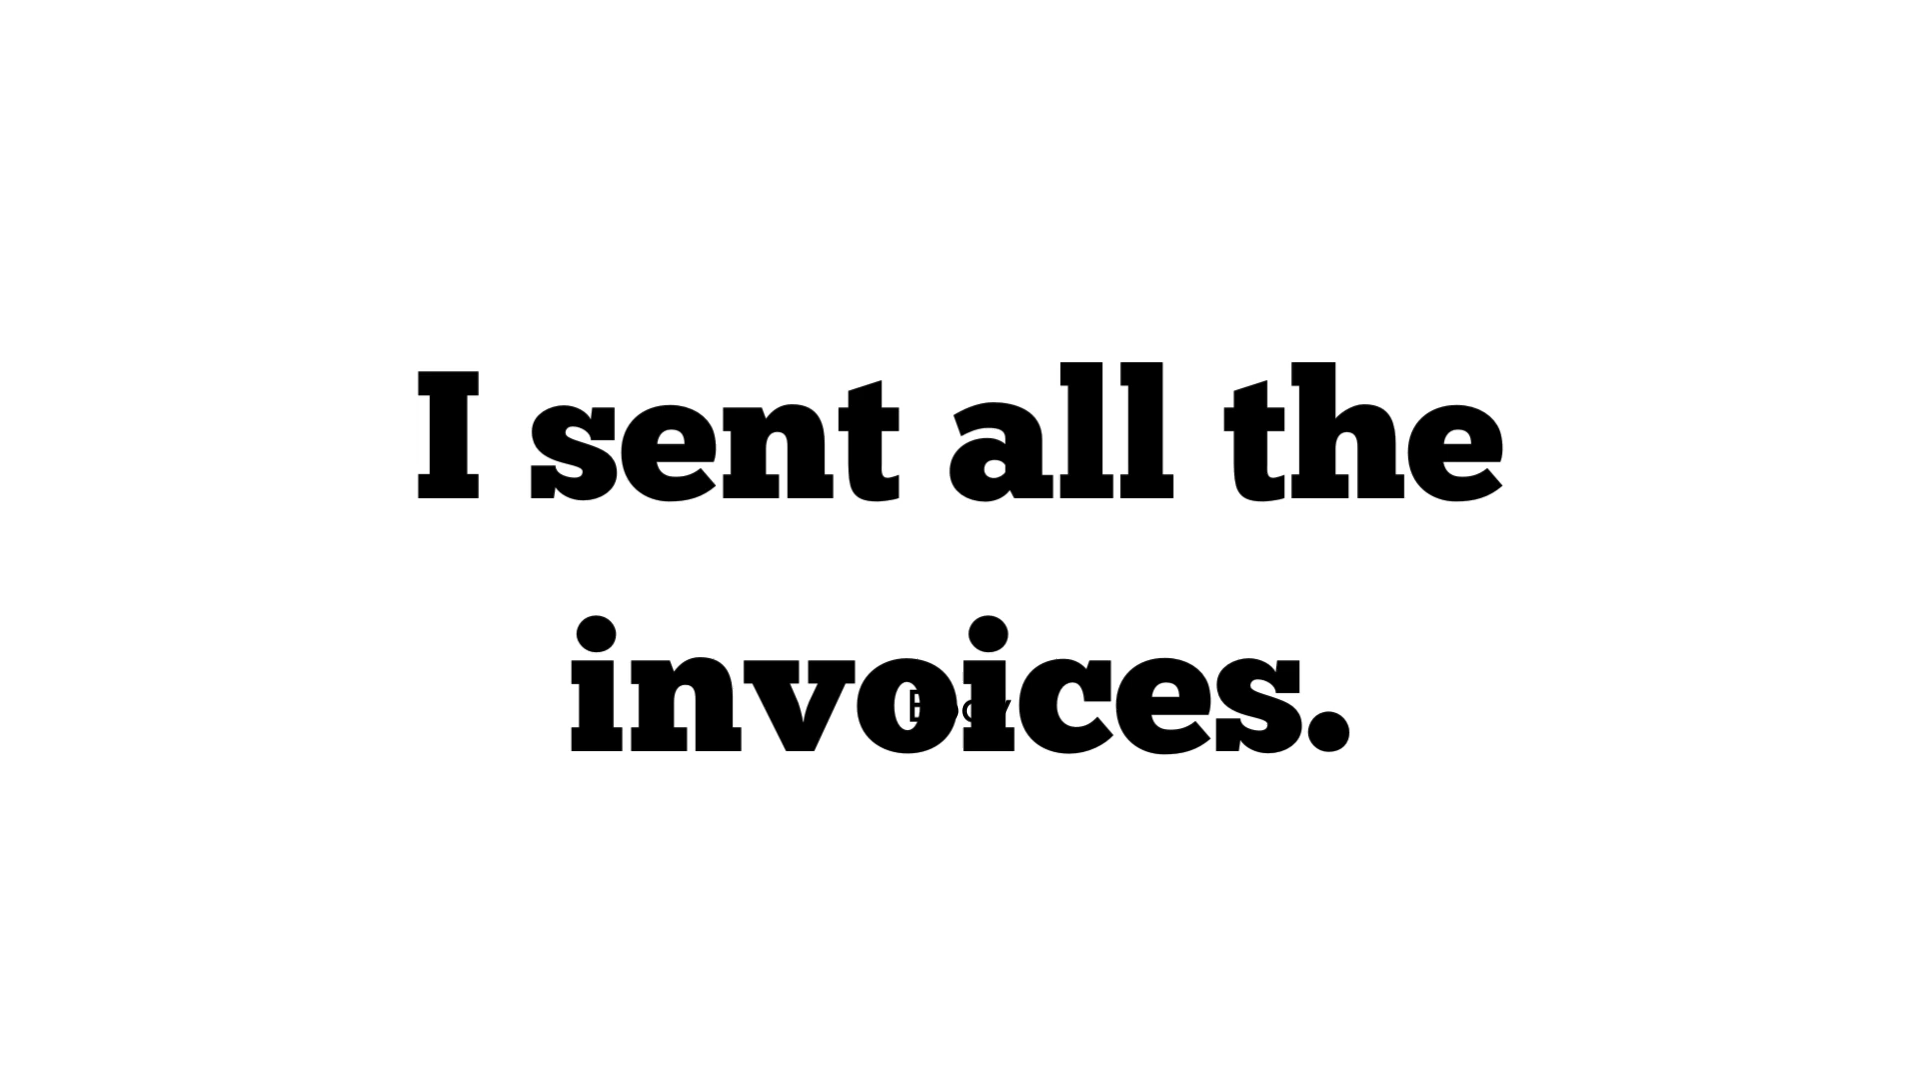 I sent all the
invoices.